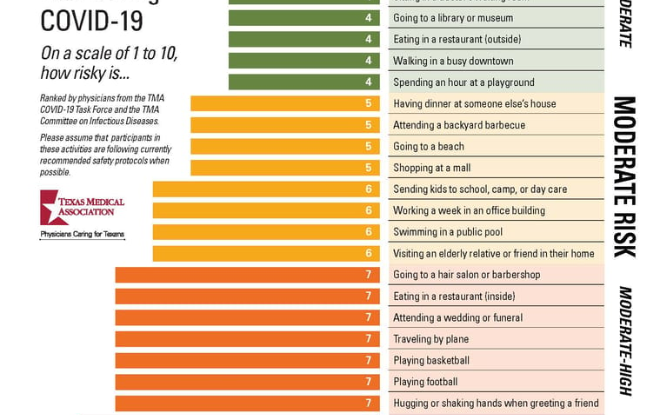 COVID-19
On a scale of 1 to 10,
how risky is...
Ranked by physicians from the TMA
COVID-19 Task Force and the TMA
Committee on Infectious Diseases.
Please assume that participants in
these activities are following currently
recommended safety protocols when
possible.
TEXAS MEDICAL
ASSOCIATION
Physicians Caring for Texans
4 Going to a library or museum
4 Eating in a restaurant (outside)
4 Walking in a busy downtown
4 Spending an hour at a playground
5 Having dinner at someone else's house
5 Attending a backyard barbecue
5 Going to a beach
5 Shopping at a mall
6 Sending kids to school, camp, or day care
6 Working a week in an office building
6 Swimming in a public pool
6 Visiting an elderly relative or friend in their home
7 Going to a hair salon or barbershop
7 Eating in a restaurant (inside)
7 Attending a wedding or funeral
7 Traveling by plane
7 Playing basketball
7 Playing football
7 Hugging or shaking hands when greeting a friend
MODERATE RISK
MODERATE-HIGH